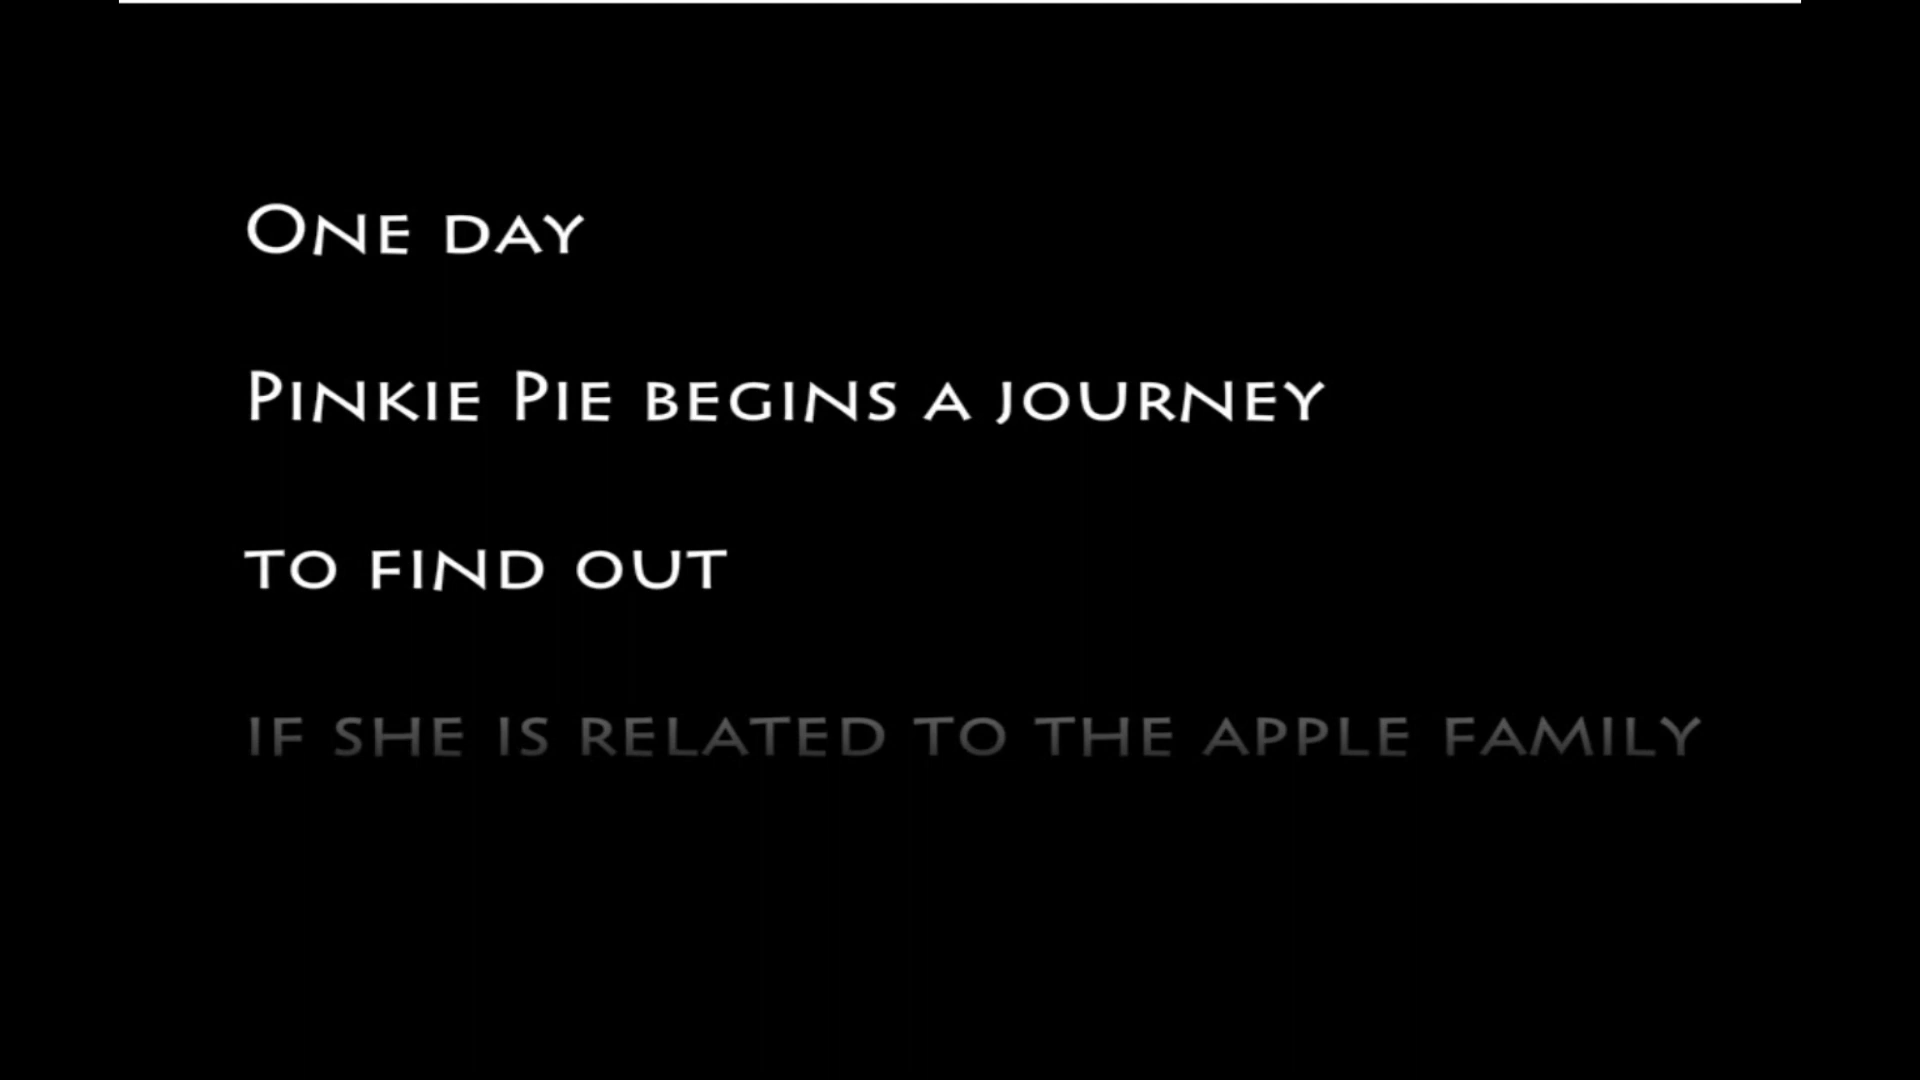 One day
Pinkie Pie begins a journey
to find out
if she is related to the apple family